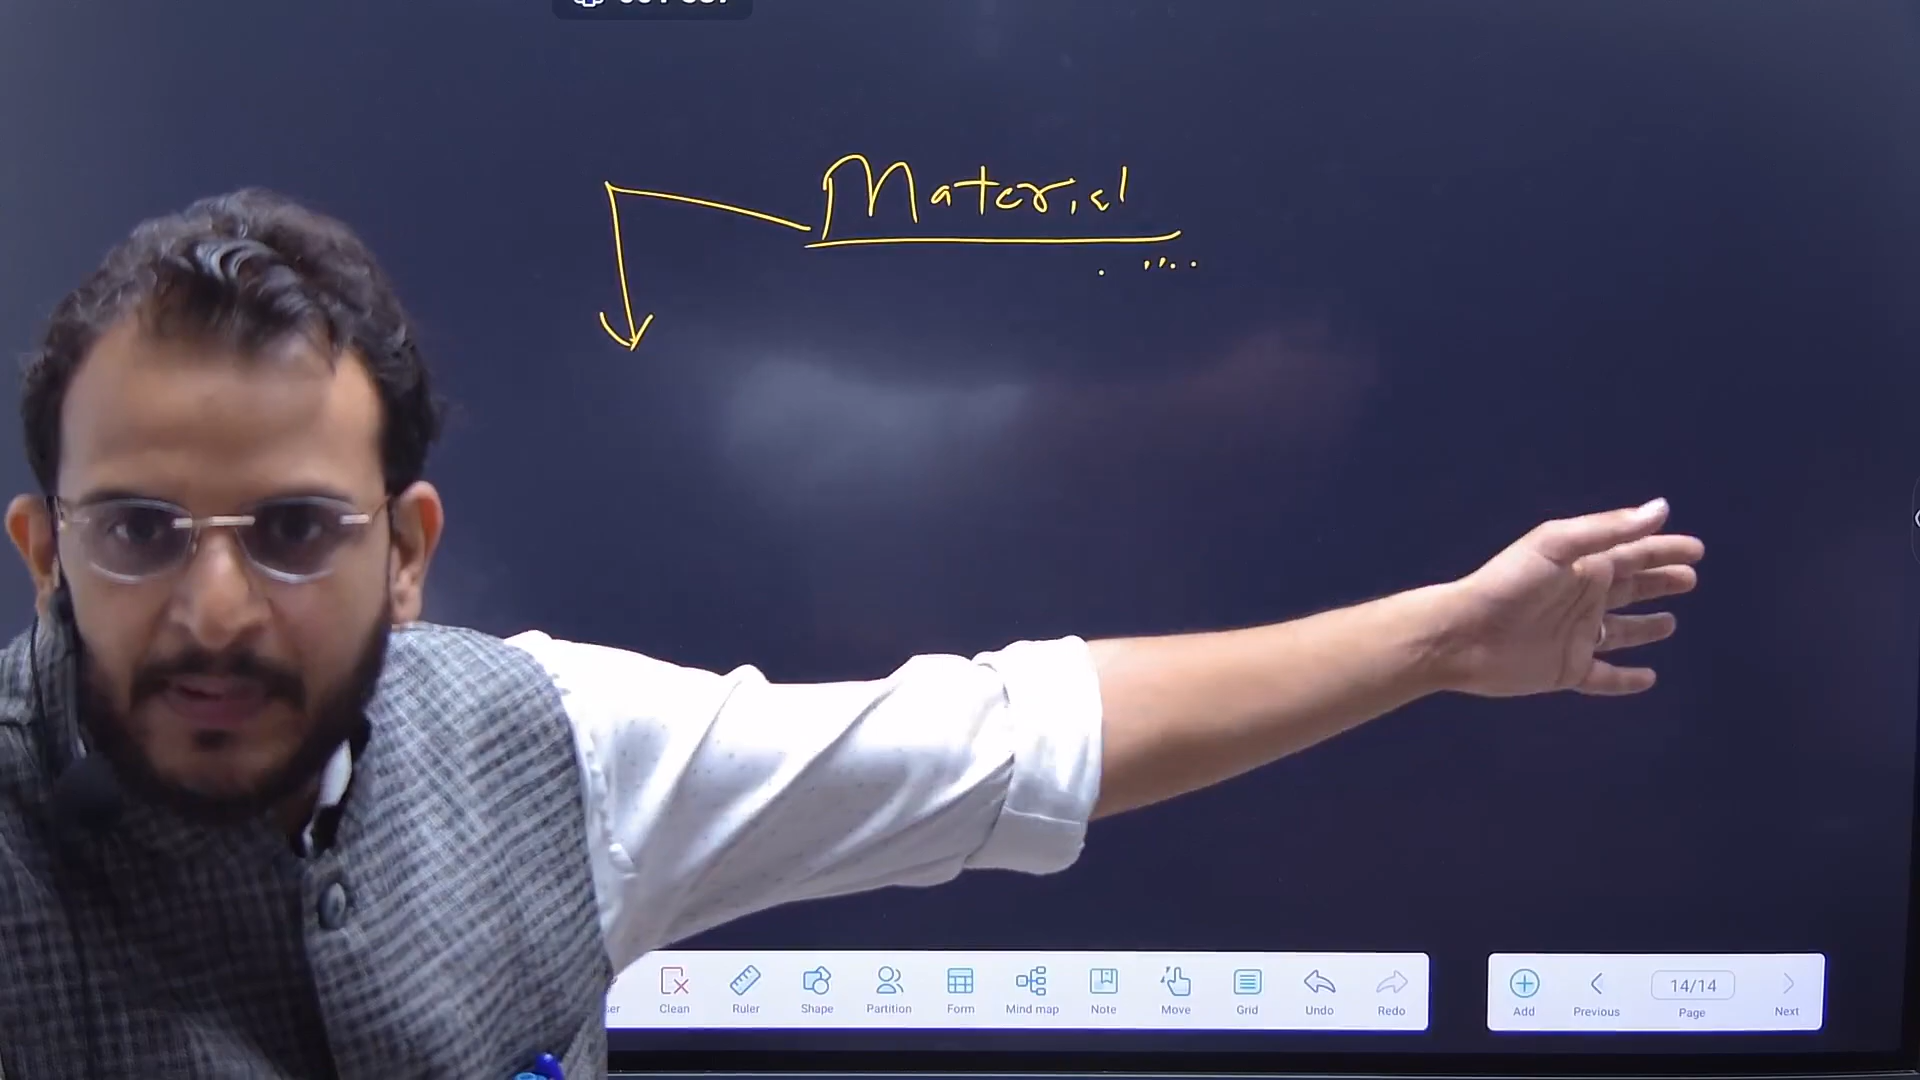 Material
Clean
Ruler
Shape
Partition
Form
Mind map
Note
Move
Grid
Undo
Redo
Add
Previous
14/14
Page
Next